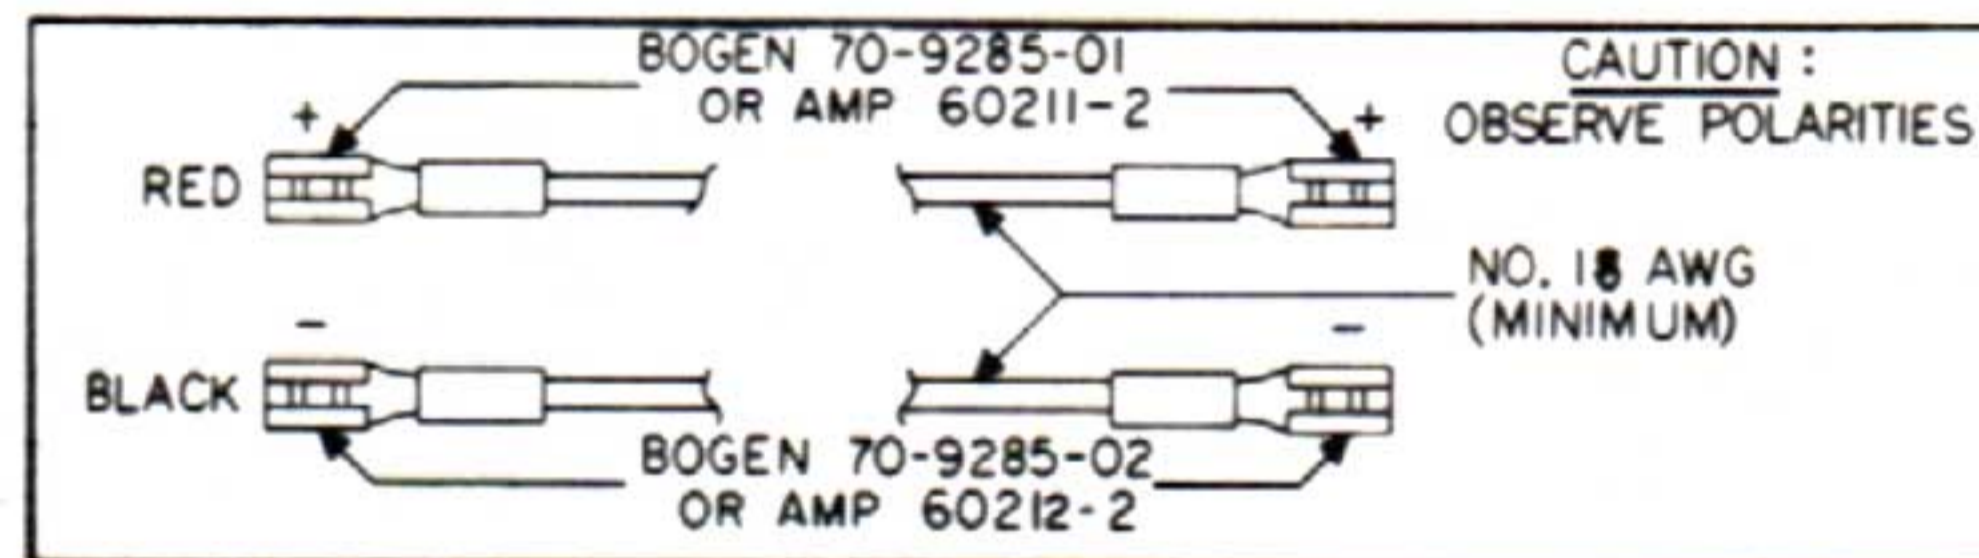 BOGEN 70-9285-01
OR AMP 60211-2
CAUTION :
OBSERVE POLARITIES
+
+
RED
NO. 18 AWG
(MINIMUM)
-
-
BLACK
BOGEN 70-9285-02
OR AMP 60212-2